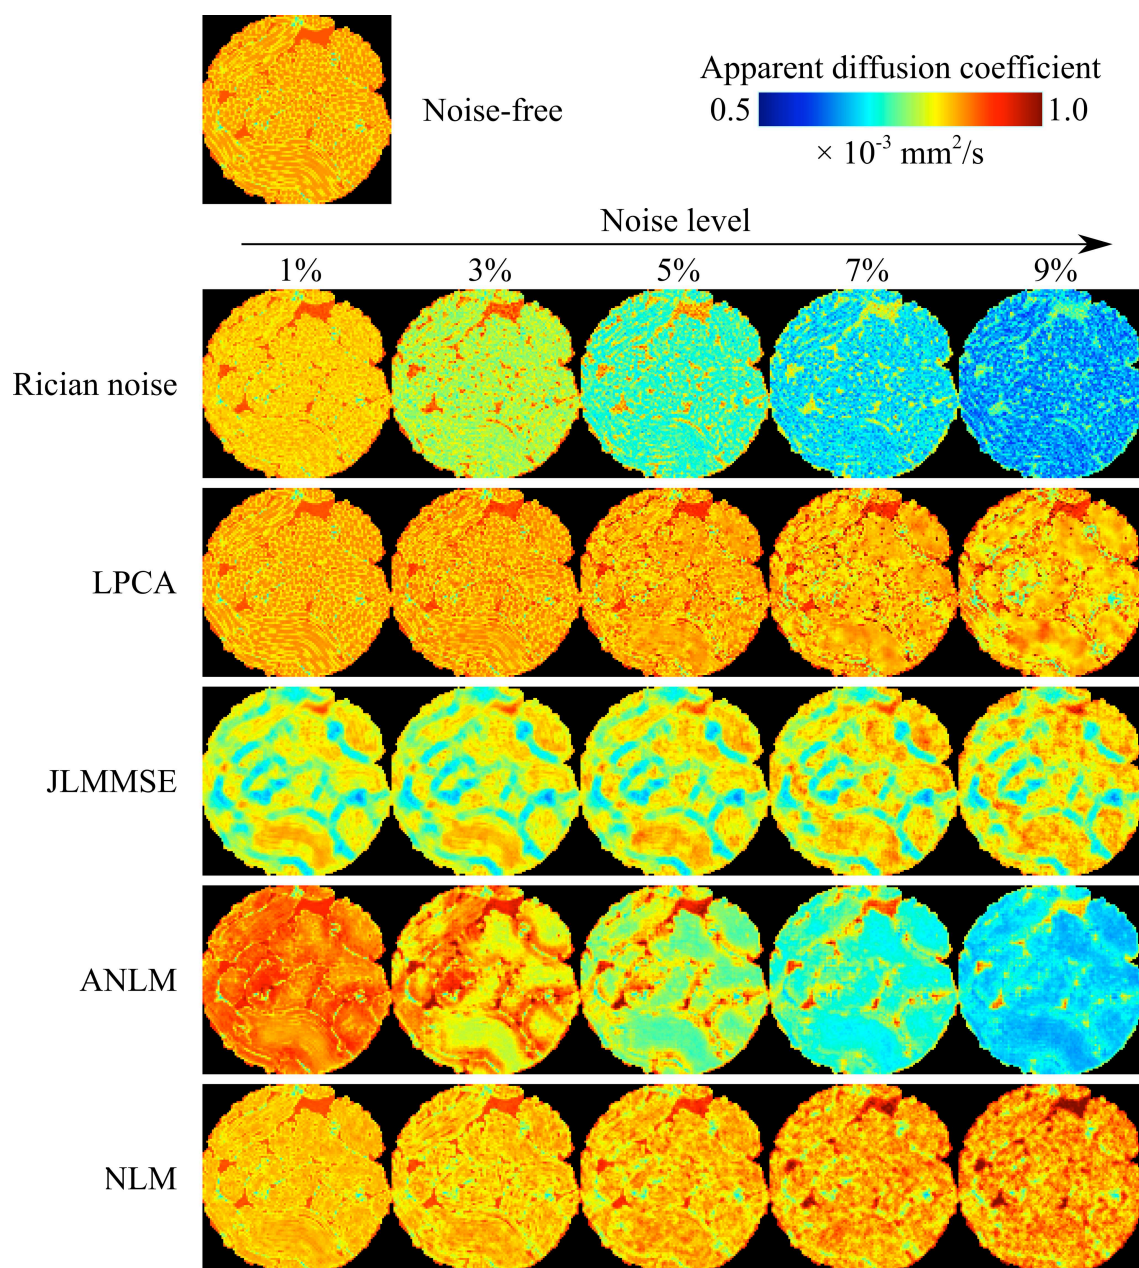 Noise-free
Apparent diffusion coefficient
0.5 1.0
× 10⁻³ mm²/s
Noise level
1% 3% 5% 7% 9%
Rician noise
LPCA
JLMMSE
ANLM
NLM